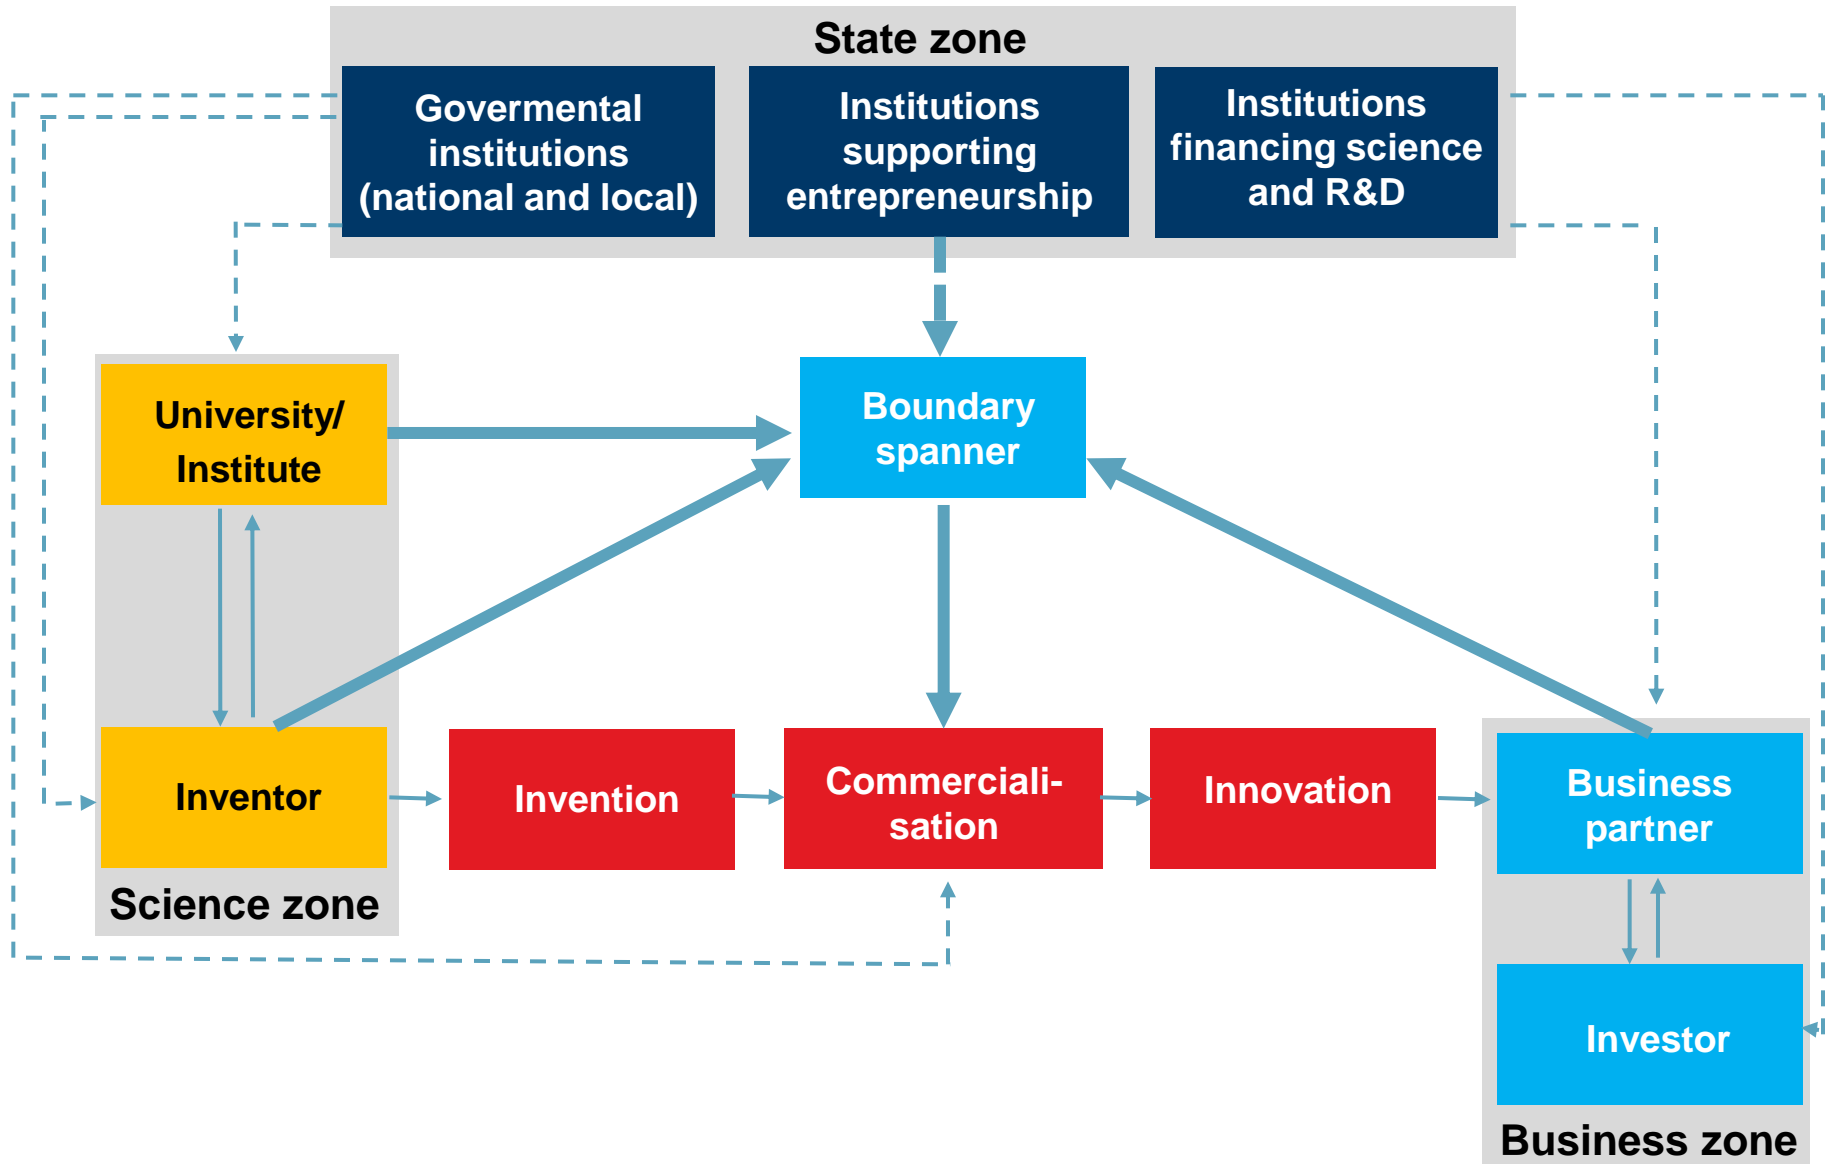 State zone
Govermental
institutions
(national and local)
Institutions
supporting
entrepreneurship
Institutions
financing science
and R&D
University/
Institute
Boundary
spanner
Inventor
Invention
Commerciali-
sation
Innovation
Business
partner
Science zone
Investor
Business zone